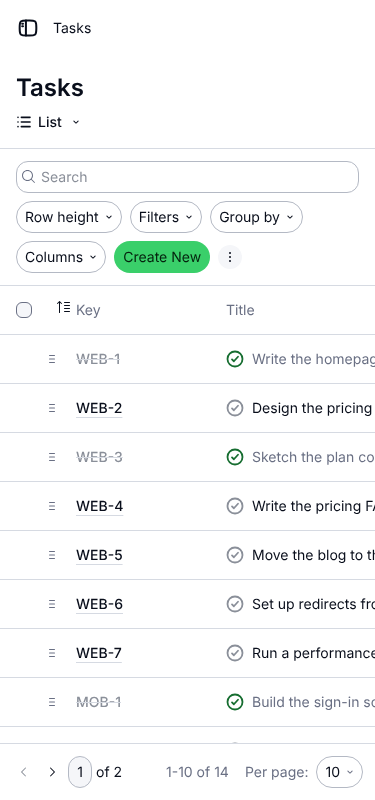 Tasks
Tasks
List
Search
Row height Filters Group by
Columns Create New
Key Title
WEB-1 Write the homepag
WEB-2 Design the pricing
WEB-3 Sketch the plan co
WEB-4 Write the pricing FA
WEB-5 Move the blog to th
WEB-6 Set up redirects fro
WEB-7 Run a performance
MOB-1 Build the sign-in sc
1 of 2 1-10 of 14 Per page: 10